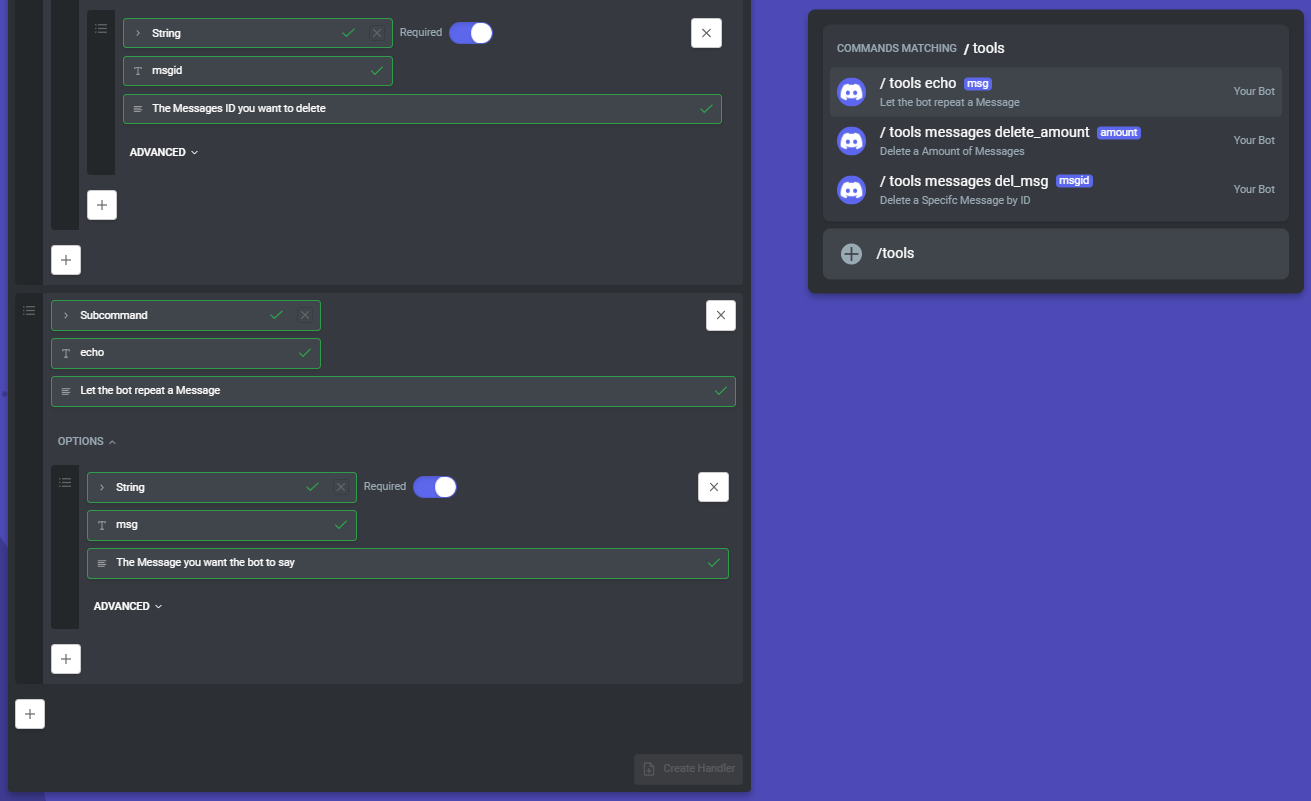 String
Required
msgid
The Messages ID you want to delete
ADVANCED
Subcommand
echo
Let the bot repeat a Message
OPTIONS
String
Required
msg
The Message you want the bot to say
ADVANCED
Create Handler
COMMANDS MATCHING / tools
/ tools echo msg
Let the bot repeat a Message
Your Bot
/ tools messages delete_amount amount
Delete a Amount of Messages
Your Bot
/ tools messages del_msg msgid
Delete a Specifc Message by ID
Your Bot
/tools